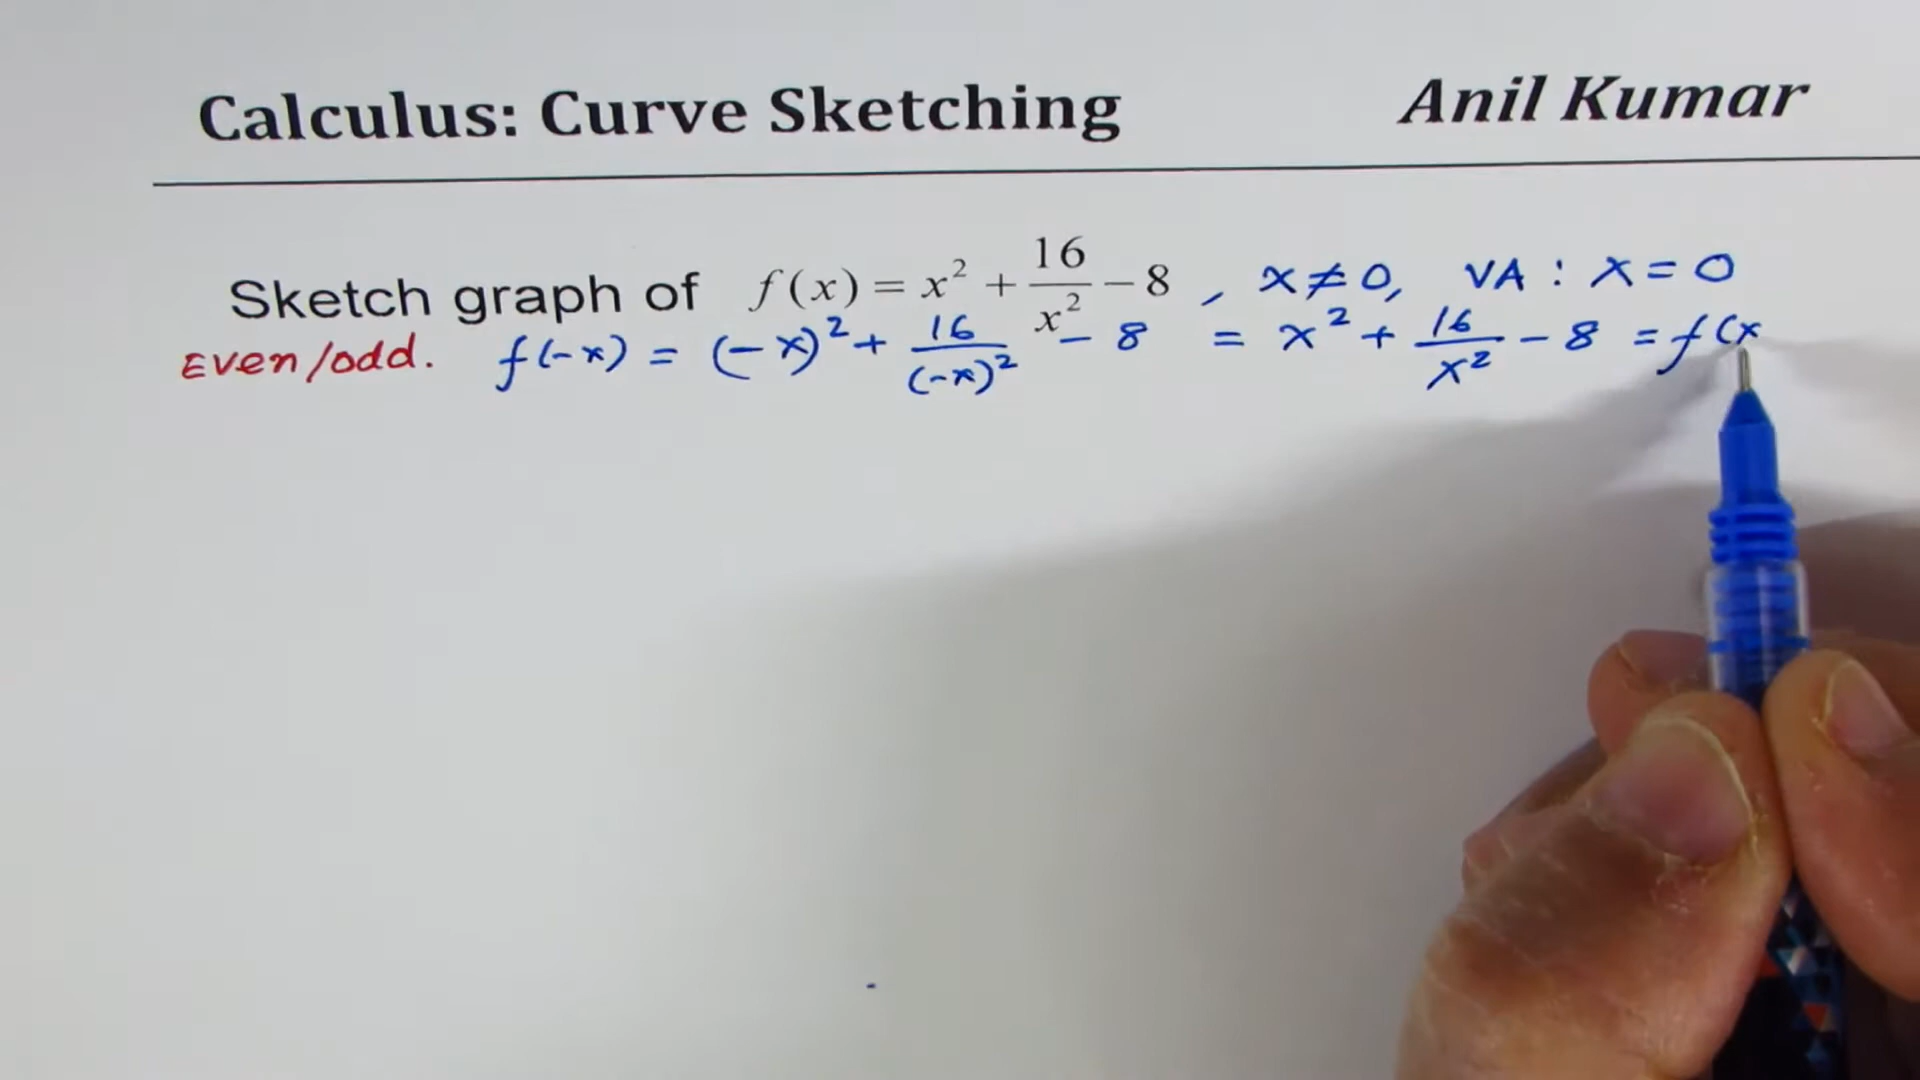 Calculus: Curve Sketching Anil Kumar
Sketch graph of f(x) = x² + 16/x² − 8 , x ≠ 0, VA : x = 0
Even/odd. f(-x) = (-x)² + 16/(-x)² − 8 = x² + 16/x² − 8 = f(x